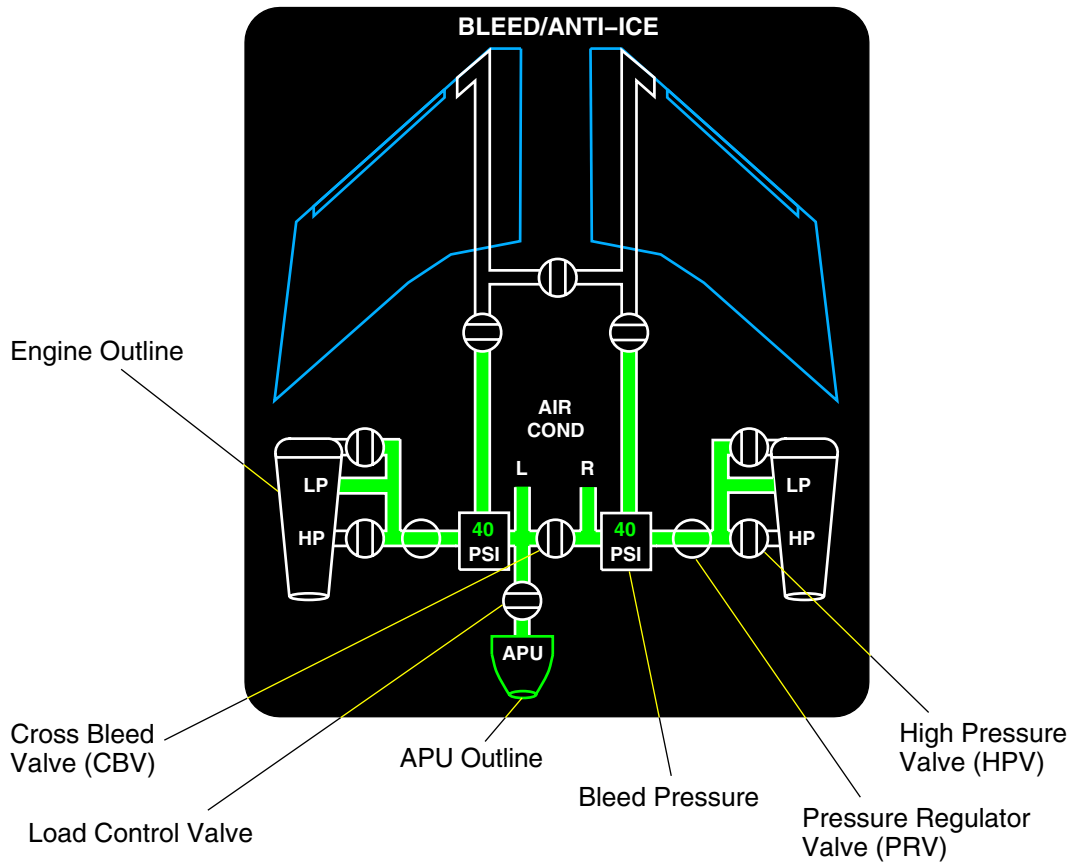 BLEED/ANTI–ICE
Engine Outline
AIR
COND
L
R
LP
LP
HP
HP
40
PSI
40
PSI
APU
Cross Bleed
Valve (CBV)
APU Outline
High Pressure
Valve (HPV)
Bleed Pressure
Load Control Valve
Pressure Regulator
Valve (PRV)